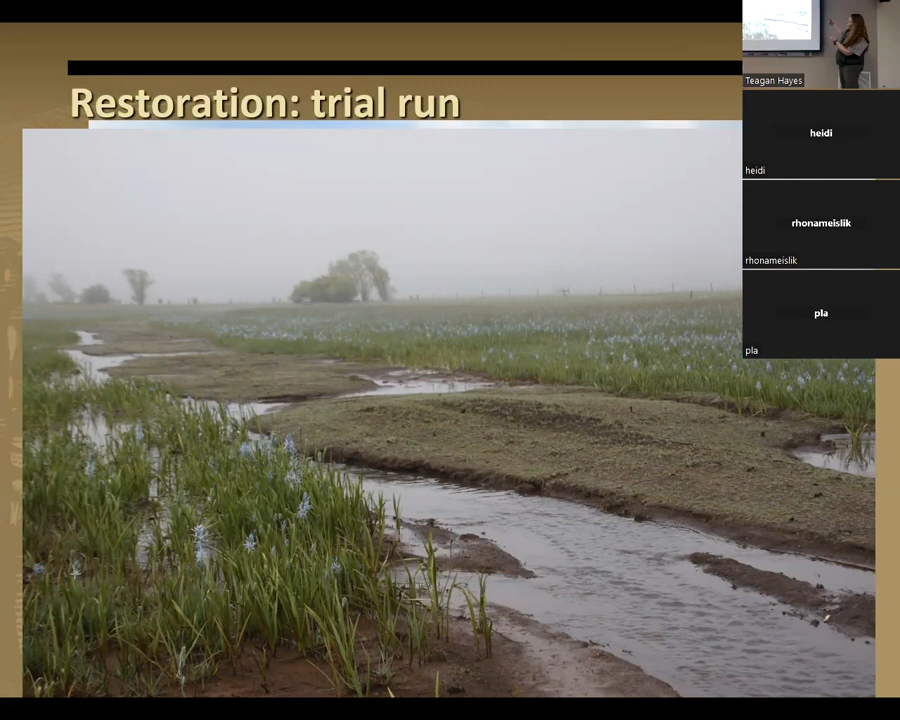 Restoration: trial run
Teagan Hayes
heidi
heidi
rhonameislik
rhonameislik
pla
pla